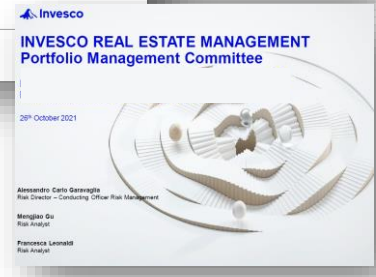 Invesco
INVESCO REAL ESTATE MANAGEMENT
Portfolio Management Committee
26th October 2021
Alessandro Carlo Garavaglia
Risk Director – Conducting Officer Risk Management
Mengjiao Gu
Risk Analyst
Francesca Leonaldi
Risk Analyst